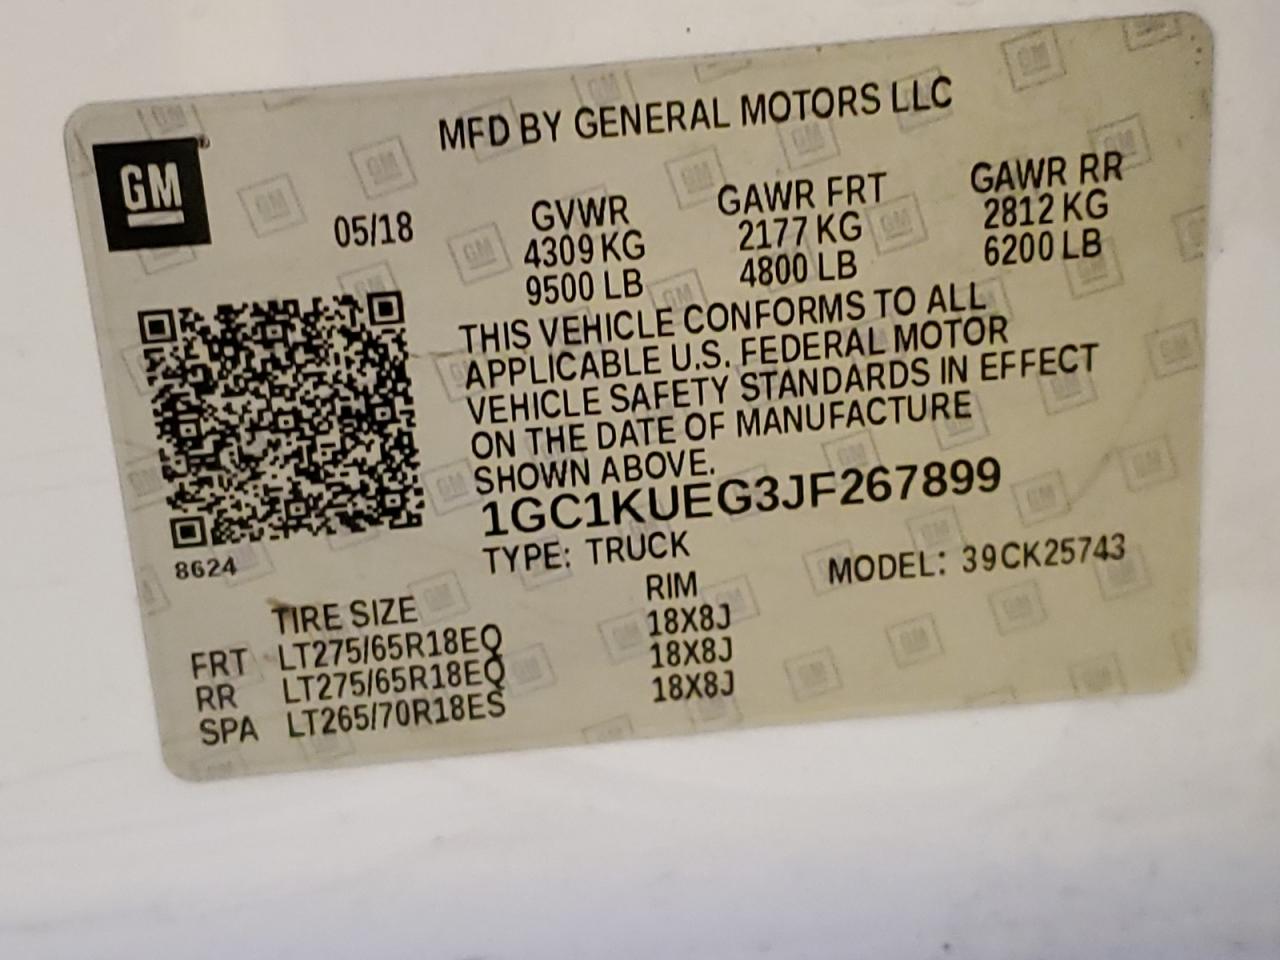 MFD BY GENERAL MOTORS LLC
GM
05/18
GVWR GAWR FRT GAWR RR
4309 KG 2177 KG 2812 KG
9500 LB 4800 LB 6200 LB
THIS VEHICLE CONFORMS TO ALL
APPLICABLE U.S. FEDERAL MOTOR
VEHICLE SAFETY STANDARDS IN EFFECT
ON THE DATE OF MANUFACTURE
SHOWN ABOVE.
1GC1KUEG3JF267899
8624
TYPE: TRUCK MODEL: 39CK25743
TIRE SIZE RIM
FRT LT275/65R18EQ 18X8J
RR LT275/65R18EQ 18X8J
SPA LT265/70R18ES 18X8J